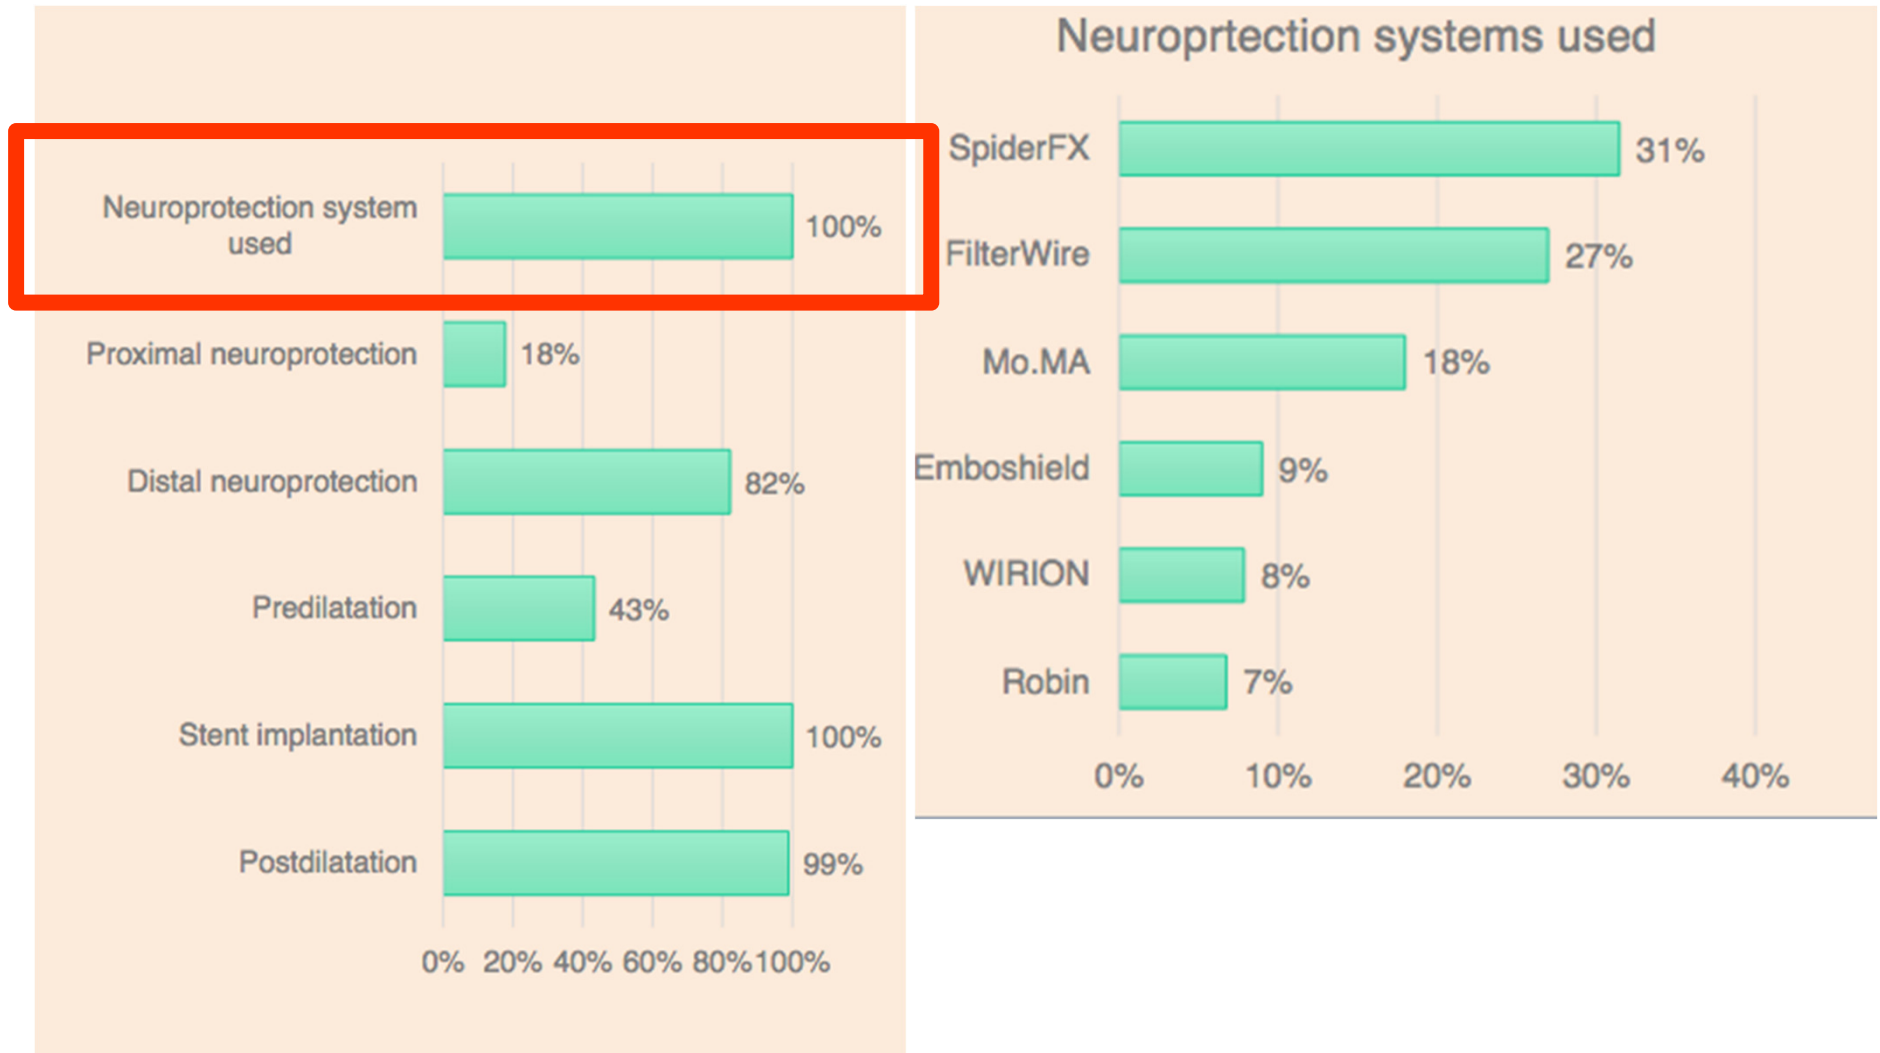 Neuroprotection system
used
100%
Proximal neuroprotection
18%
Distal neuroprotection
82%
Predilatation
43%
Stent implantation
100%
Postdilatation
99%
0% 20% 40% 60% 80% 100%
Neuroprtection systems used
SpiderFX
31%
FilterWire
27%
Mo.MA
18%
Emboshield
9%
WIRION
8%
Robin
7%
0% 10% 20% 30% 40%